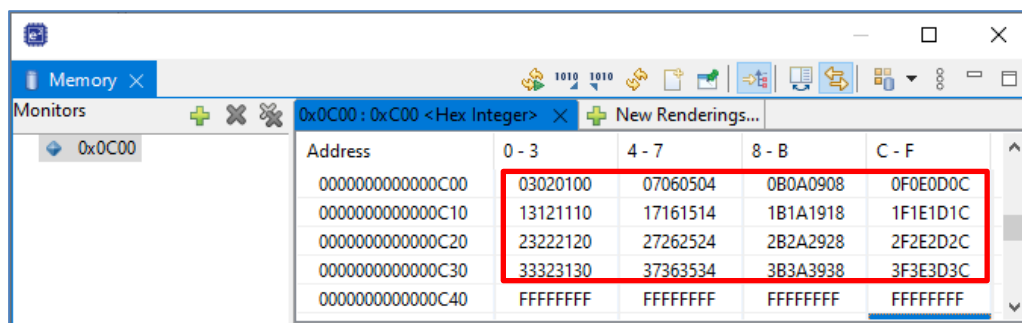 Memory
1010 1010
Monitors
0x0C00 : 0xC00 <Hex Integer> New Renderings...
0x0C00
Address 0 - 3 4 - 7 8 - B C - F
0000000000000C00 03020100 07060504 0B0A0908 0F0E0D0C
0000000000000C10 13121110 17161514 1B1A1918 1F1E1D1C
0000000000000C20 23222120 27262524 2B2A2928 2F2E2D2C
0000000000000C30 33323130 37363534 3B3A3938 3F3E3D3C
0000000000000C40 FFFFFFFF FFFFFFFF FFFFFFFF FFFFFFFF